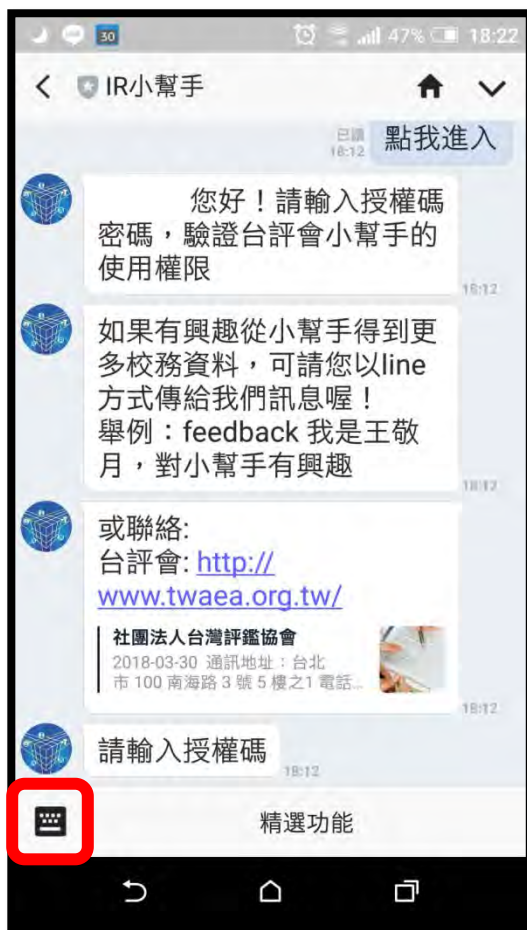 30
47%
18:22
IR小幫手
已讀
18:12
點我進入
您好！請輸入授權碼
密碼，驗證台評會小幫手的
使用權限
18:12
如果有興趣從小幫手得到更
多校務資料，可請您以line
方式傳給我們訊息喔！
舉例：feedback 我是王敬
月，對小幫手有興趣
18:12
或聯絡:
台評會: http://
www.twaea.org.tw/
社團法人台灣評鑑協會
2018-03-30 通訊地址：台北
市 100 南海路 3 號 5 樓之1 電話...
18:12
請輸入授權碼
18:12
精選功能